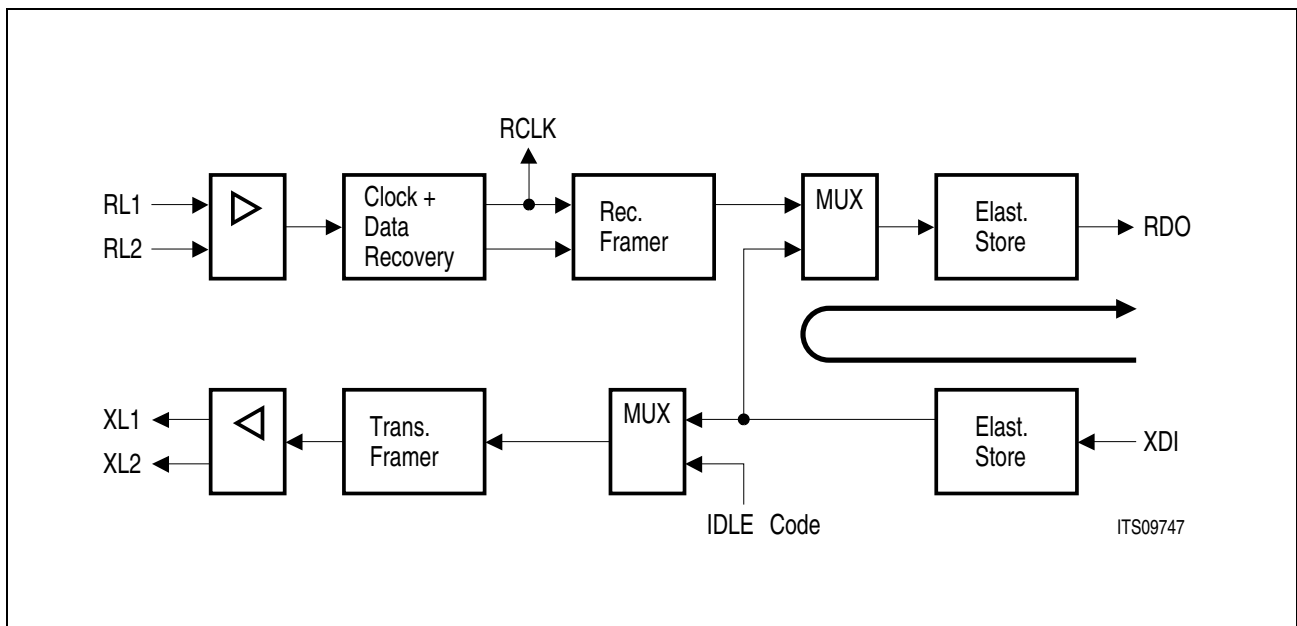 RCLK
RL1
RL2
Clock +
Data
Recovery
Rec.
Framer
MUX
Elast.
Store
RDO
XL1
XL2
Trans.
Framer
MUX
Elast.
Store
XDI
IDLE Code
ITS09747